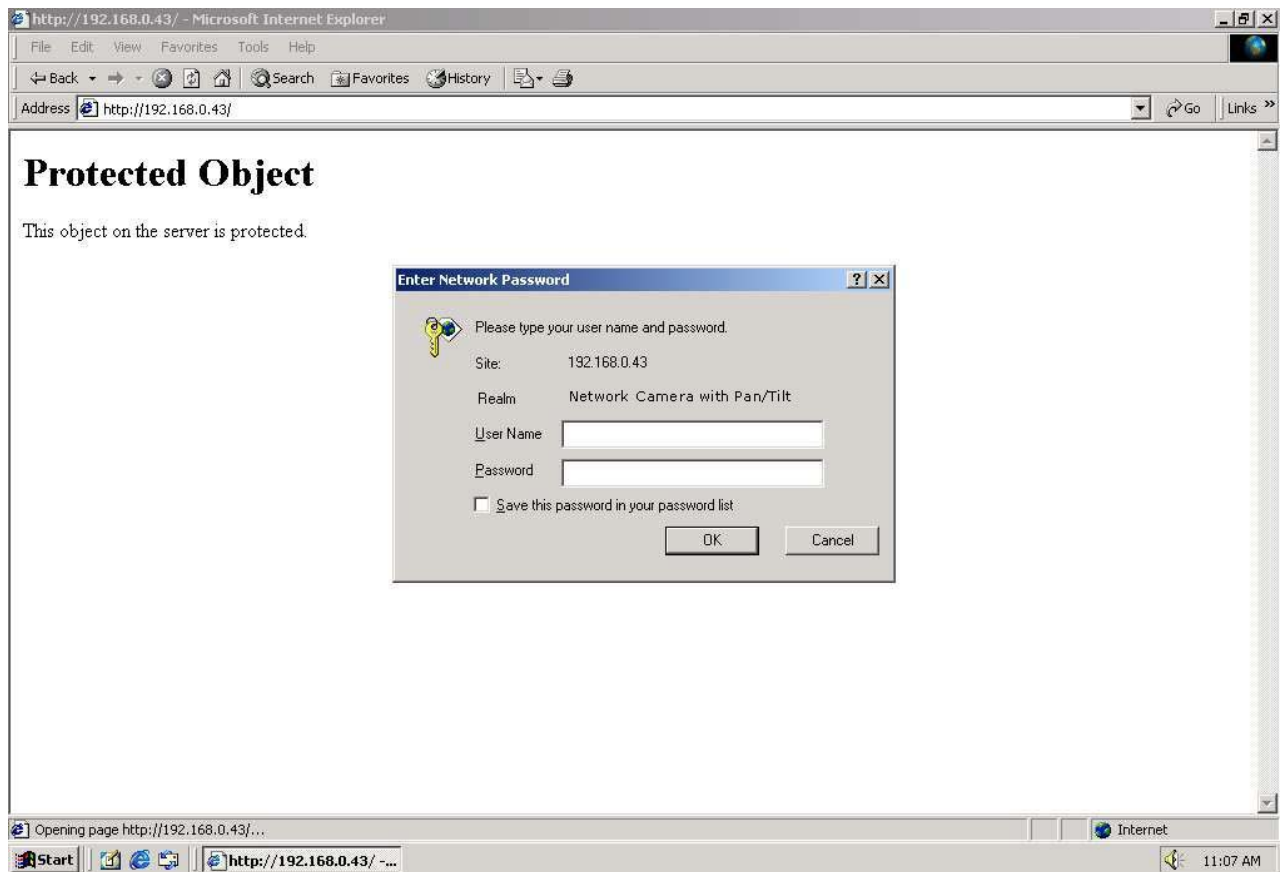 http://192.168.0.43/ - Microsoft Internet Explorer
File Edit View Favorites Tools Help
Back Search Favorites History
Address http://192.168.0.43/ Go Links »
Protected Object
This object on the server is protected.
Enter Network Password
Please type your user name and password.
Site: 192.168.0.43
Realm Network Camera with Pan/Tilt
User Name
Password
Save this password in your password list
OK Cancel
Opening page http://192.168.0.43/... Internet
Start http://192.168.0.43/ -... 11:07 AM